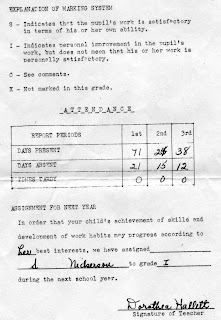 EXPLANATION OF MARKING SYSTEM
S - Indicates that the pupil's work is satisfactory
in terms of his or her own ability.
I - Indicates personal improvement in the pupil's
work, but does not mean that his or her work is
personally satisfactory.
C - See comments.
X - Not marked in this grade.
ATTENDANCE
REPORT PERIODS 1st 2nd 3rd
DAYS PRESENT 71 38
DAYS ABSENT 21 15 12
TIMES TARDY 0 0 0
ASSIGNMENT FOR NEXT YEAR
In order that your child's achievement of skills and
development of work habits may progress according to
her best interests, we have assigned
Nickerson to grade I
during the next school year.
Dorothea Hallett
Signature of Teacher